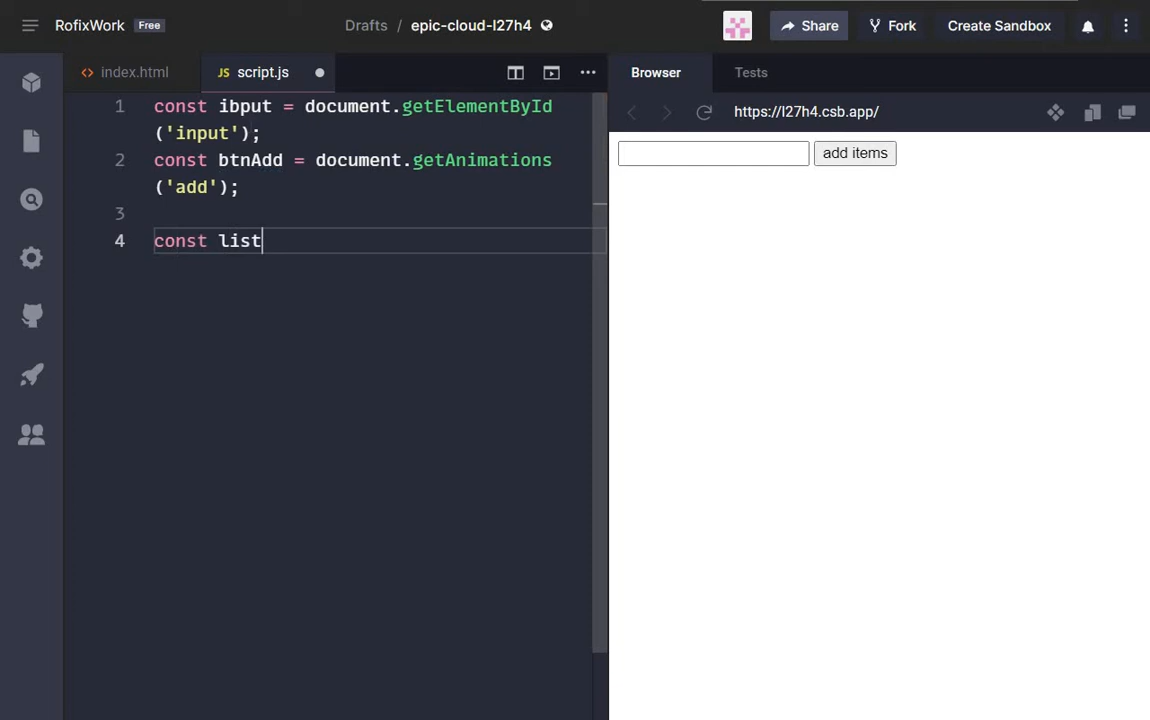 RofixWork Free
Drafts / epic-cloud-l27h4
Share
Fork
Create Sandbox
index.html
JS script.js
Browser
Tests
https://l27h4.csb.app/
1 const ibput = document.getElementById
('input');
2 const btnAdd = document.getAnimations
('add');
3
4 const list
add items